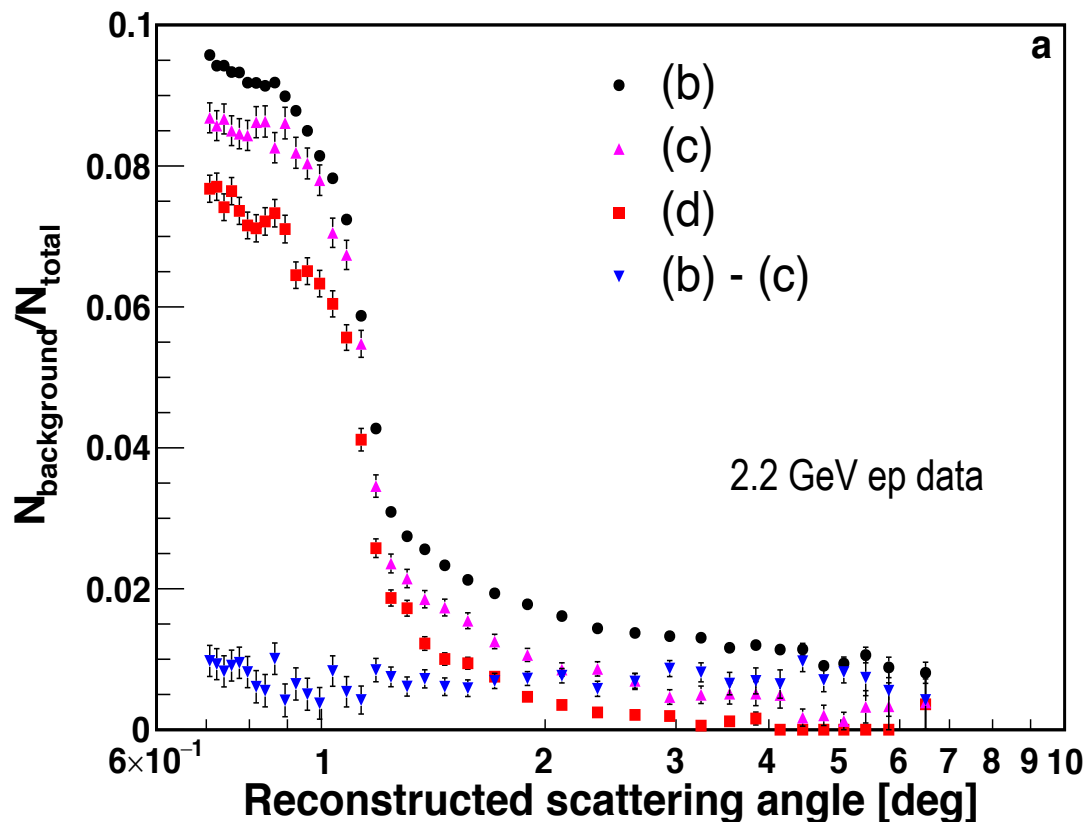 a
0.1
0.08
0.06
0.04
0.02
0
N_background/N_total
(b)
(c)
(d)
(b) - (c)
2.2 GeV ep data
6×10⁻¹ 1 2 3 4 5 6 7 8 9 10
Reconstructed scattering angle [deg]